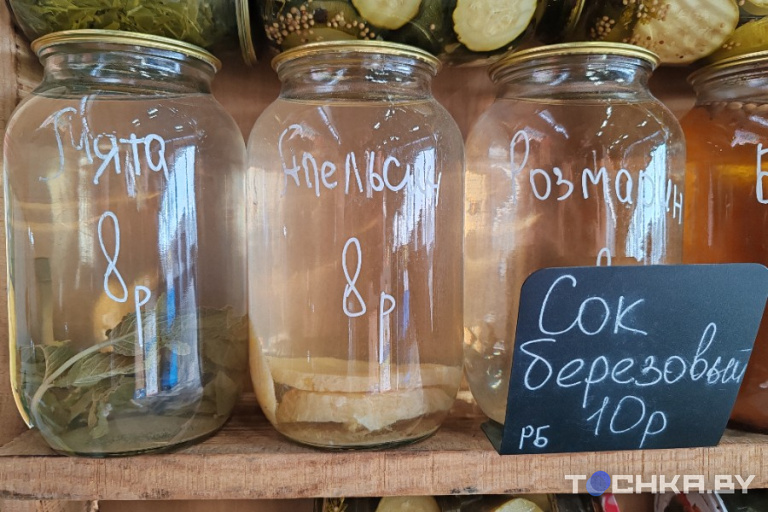 Мята
8р
Апельсин
8р
Розмарин
Сок
березовый
10р
РБ
TOCHKA.BY